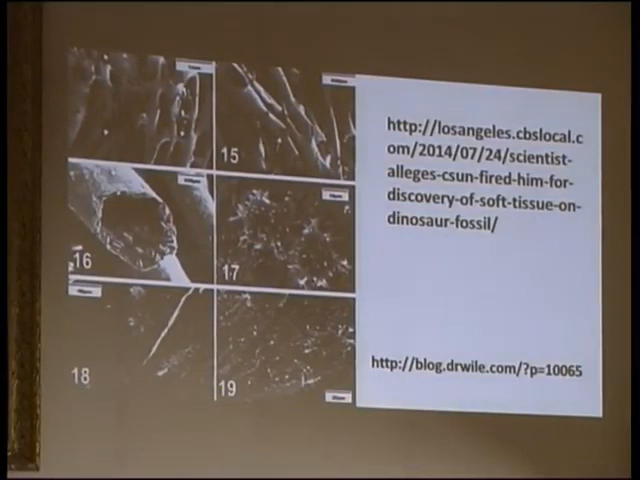 15
16
17
18
19
http://losangeles.cbslocal.c
om/2014/07/24/scientist-
alleges-csun-fired-him-for-
discovery-of-soft-tissue-on-
dinosaur-fossil/
http://blog.drwile.com/?p=10065